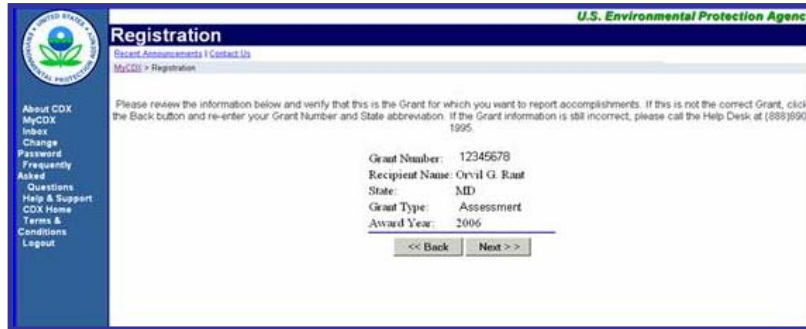 UNITED STATES
ENVIRONMENTAL PROTECTION
AGENCY
U.S. Environmental Protection Agenc
Registration
Recent Announcements | Contact Us
MyCDX > Registration
About CDX
MyCDX
Inbox
Change
Password
Frequently
Asked
Questions
Help & Support
CDX Home
Terms &
Conditions
Logout
Please review the information below and verify that this is the Grant for which you want to report accomplishments. If this is not the correct Grant, click
the Back button and re-enter your Grant Number and State abbreviation. If the Grant information is still incorrect, please call the Help Desk at (888)890
1995.
Grant Number: 12345678
Recipient Name: Orvil G. Rant
State: MD
Grant Type: Assessment
Award Year: 2006
<< Back
Next > >